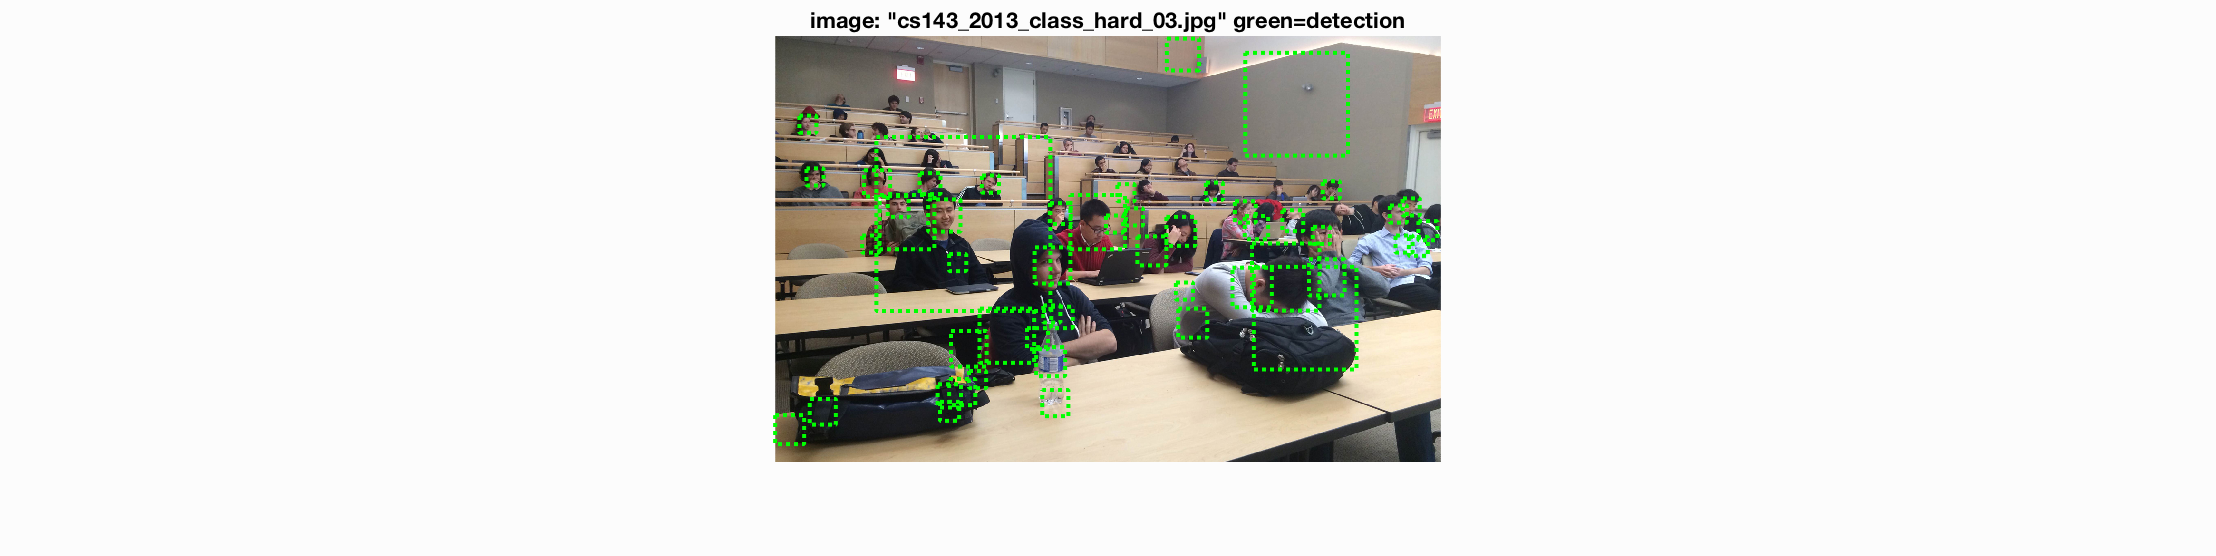 image: "cs143_2013_class_hard_03.jpg" green=detection